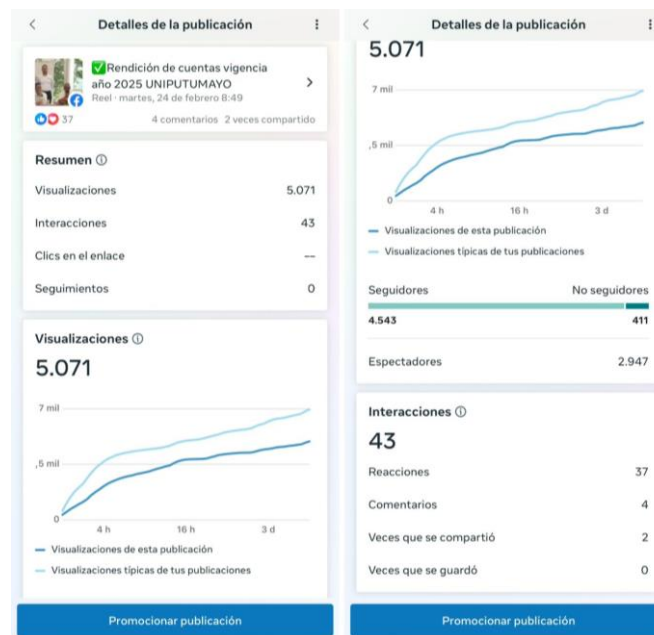 Detalles de la publicación
✅Rendición de cuentas vigencia
año 2025 UNIPUTUMAYO
Reel · martes, 24 de febrero 8:49
37 4 comentarios 2 veces compartido
Resumen
Visualizaciones 5.071
Interacciones 43
Clics en el enlace --
Seguimientos 0
Visualizaciones
5.071
7 mil
,5 mil
0
4 h 16 h 3 d
Visualizaciones de esta publicación
Visualizaciones típicas de tus publicaciones
Promocionar publicación
Detalles de la publicación
5.071
7 mil
,5 mil
0
4 h 16 h 3 d
Visualizaciones de esta publicación
Visualizaciones típicas de tus publicaciones
Seguidores No seguidores
4.543 411
Espectadores 2.947
Interacciones
43
Reacciones 37
Comentarios 4
Veces que se compartió 2
Veces que se guardó 0
Promocionar publicación